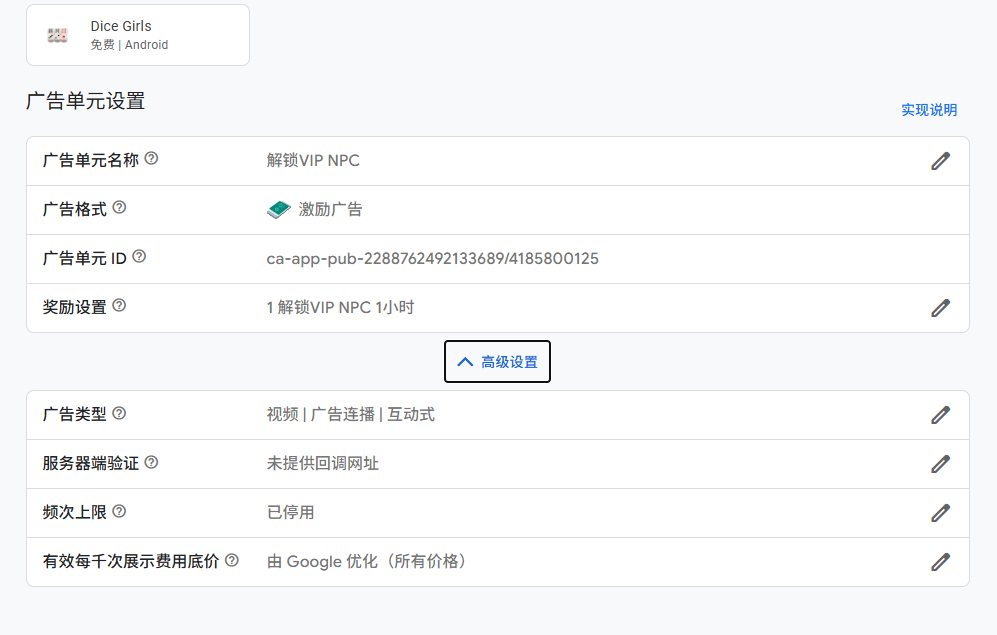 Dice Girls
免费 | Android
广告单元设置
实现说明
广告单元名称 解锁VIP NPC
广告格式 激励广告
广告单元 ID ca-app-pub-2288762492133689/4185800125
奖励设置 1 解锁VIP NPC 1小时
高级设置
广告类型 视频 | 广告连播 | 互动式
服务器端验证 未提供回调网址
频次上限 已停用
有效每千次展示费用底价 由 Google 优化（所有价格）